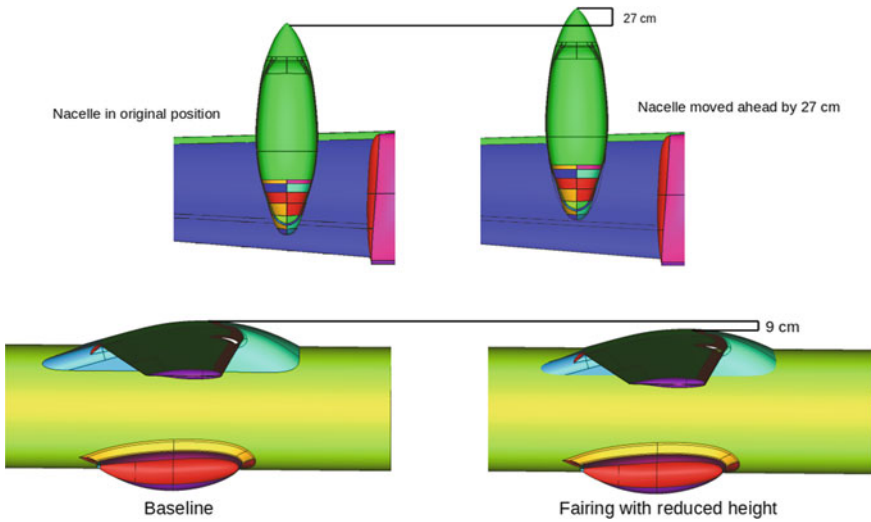 27 cm
Nacelle in original position
Nacelle moved ahead by 27 cm
9 cm
Baseline
Fairing with reduced height